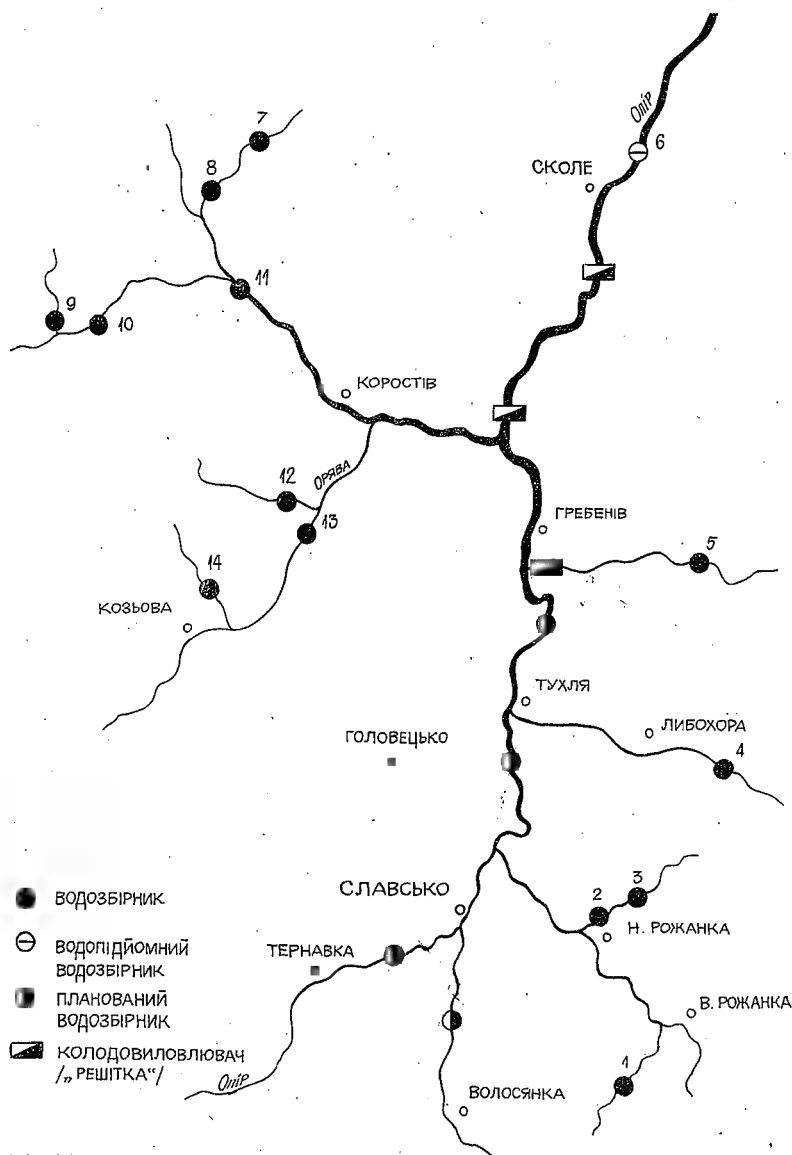 ОПІР
6
СКОЛЕ
7
8
11
9
10
КОРОСТІВ
12
ОРЯВА
13
ГРЕБЕНІВ
14
5
КОЗЬОВА
ТУХЛЯ
ЛИБОХОРА
ГОЛОВЕЦЬКО
4
СЛАВСЬКО
3
2
Н. РОЖАНКА
ТЕРНАВКА
В. РОЖАНКА
ОПІР
1
ВОЛОСЯНКА
ВОДОЗБІРНИК
ВОДОПІДЙОМНИЙ
ВОДОЗБІРНИК
ПЛАНОВАНИЙ
ВОДОЗБІРНИК
КОЛОДОВИЛОВЛЮВАЧ
/„РЕШІТКА“/